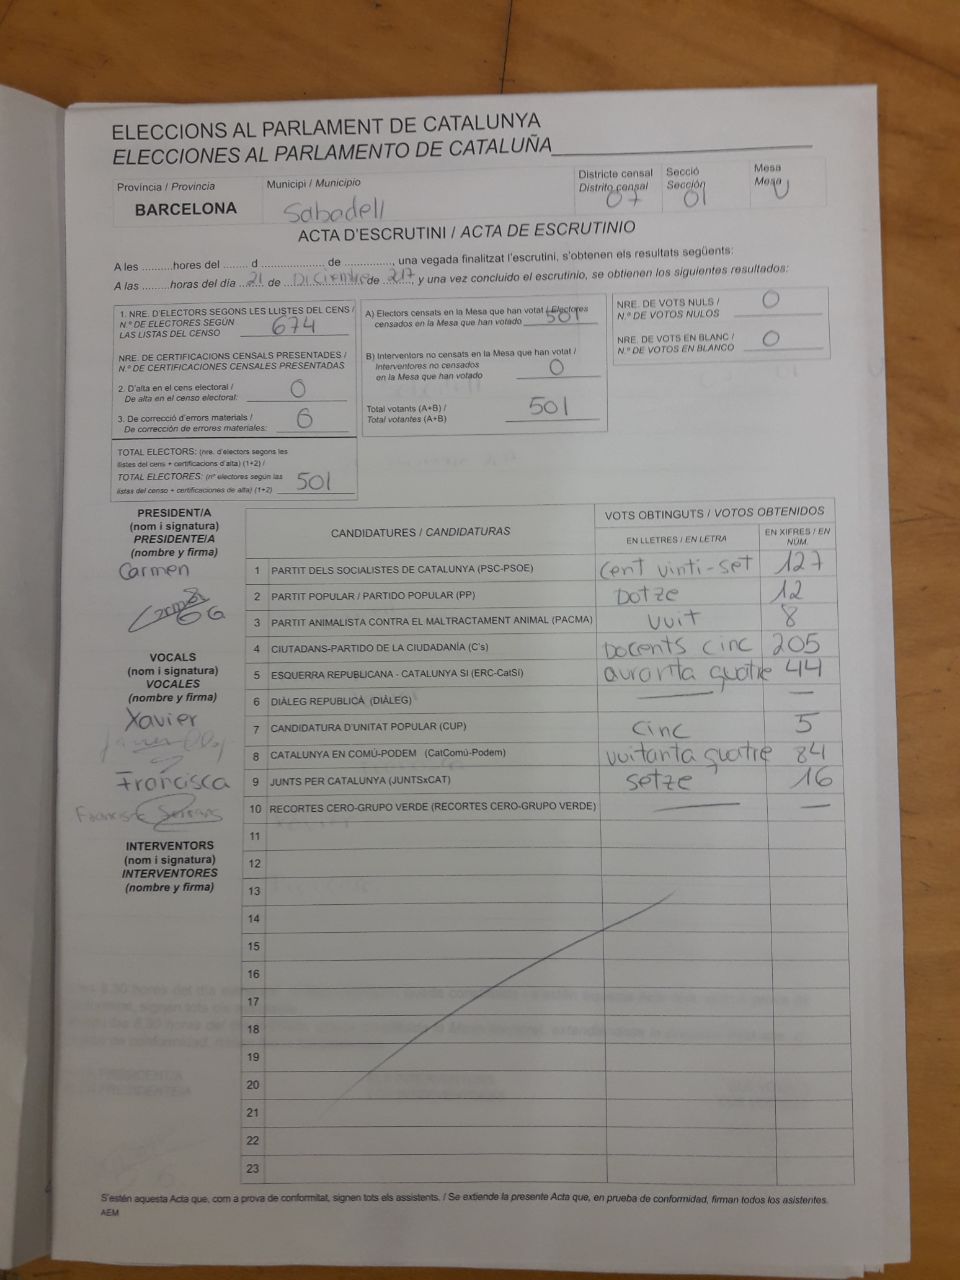 ELECCIONS AL PARLAMENT DE CATALUNYA
ELECCIONES AL PARLAMENTO DE CATALUÑA
Província / Provincia
BARCELONA
Municipi / Municipio
Sabadell
Districte censal
Distrito censal
07
Secció
Sección
01
Mesa
Mesa
U
ACTA D'ESCRUTINI / ACTA DE ESCRUTINIO
A les ..........hores del ........ d ...................... de ................, una vegada finalitzat l'escrutini, s'obtenen els resultats següents:
A las .........horas del día 21 de Diciembre de 217, y una vez concluido el escrutinio, se obtienen los siguientes resultados:
1. NRE. D'ELECTORS SEGONS LES LLISTES DEL CENS /
N.º DE ELECTORES SEGÚN
LAS LISTAS DEL CENSO 674
NRE. DE CERTIFICACIONS CENSALS PRESENTADES /
N.º DE CERTIFICACIONES CENSALES PRESENTADAS
2. D'alta en el cens electoral /
De alta en el censo electoral: 0
3. De correcció d'errors materials /
De corrección de errores materiales: 6
TOTAL ELECTORS: (nre. d'electors segons les
llistes del cens + certificacions d'alta) (1+2) /
TOTAL ELECTORES: (nº electores según las
listas del censo + certificaciones de alta) (1+2) 501
A) Electors censats en la Mesa que han votat / Electores
censados en la Mesa que han votado 501
B) Interventors no censats en la Mesa que han votat /
Interventores no censados
en la Mesa que han votado 0
Total votants (A+B) /
Total votantes (A+B) 501
NRE. DE VOTS NULS /
N.º DE VOTOS NULOS 0
NRE. DE VOTS EN BLANC /
N.º DE VOTOS EN BLANCO 0
PRESIDENT/A
(nom i signatura)
PRESIDENTE/A
(nombre y firma)
Carmen
VOCALS
(nom i signatura)
VOCALES
(nombre y firma)
Xavier
Francisca
INTERVENTORS
(nom i signatura)
INTERVENTORES
(nombre y firma)
CANDIDATURES / CANDIDATURAS
VOTS OBTINGUTS / VOTOS OBTENIDOS
EN LLETRES / EN LETRA
EN XIFRES / EN NÚM.
1 PARTIT DELS SOCIALISTES DE CATALUNYA (PSC-PSOE) cent vinti-set 127
2 PARTIT POPULAR / PARTIDO POPULAR (PP) Dotze 12
3 PARTIT ANIMALISTA CONTRA EL MALTRACTAMENT ANIMAL (PACMA) vuit 8
4 CIUTADANS-PARTIDO DE LA CIUDADANÍA (C's) Docents cinc 205
5 ESQUERRA REPUBLICANA - CATALUNYA SI (ERC-CatSí) quranta quatre 44
6 DIÀLEG REPUBLICÀ (DIÀLEG) — —
7 CANDIDATURA D'UNITAT POPULAR (CUP) cinc 5
8 CATALUNYA EN COMÚ-PODEM (CatComú-Podem) vuitanta quatre 84
9 JUNTS PER CATALUNYA (JUNTSxCAT) setze 16
10 RECORTES CERO-GRUPO VERDE (RECORTES CERO-GRUPO VERDE) — —
11
12
13
14
15
16
17
18
19
20
21
22
23
S'estén aquesta Acta que, com a prova de conformitat, signen tots els assistents. / Se extiende la presente Acta que, en prueba de conformidad, firman todos los asistentes.
AEM